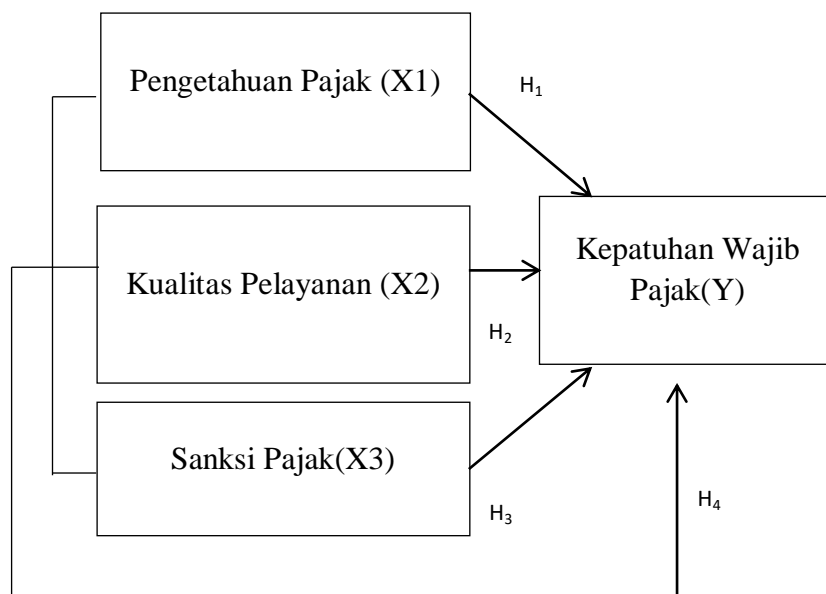 Pengetahuan Pajak (X1)
H1
Kualitas Pelayanan (X2)
H2
Kepatuhan Wajib
Pajak(Y)
Sanksi Pajak(X3)
H3
H4